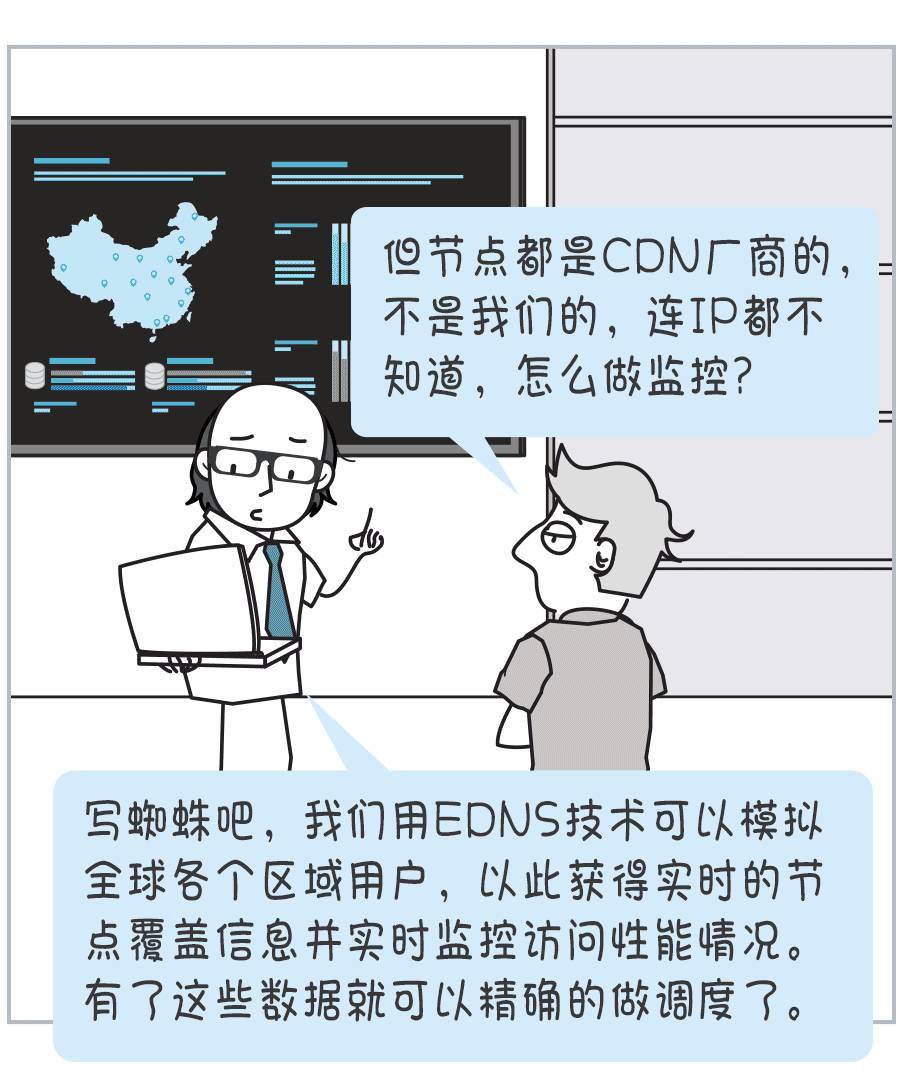 但节点都是CDN厂商的，
不是我们的，连IP都不
知道，怎么做监控？
写蜘蛛吧，我们用EDNS技术可以模拟
全球各个区域用户，以此获得实时的节
点覆盖信息并实时监控访问性能情况。
有了这些数据就可以精确的做调度了。